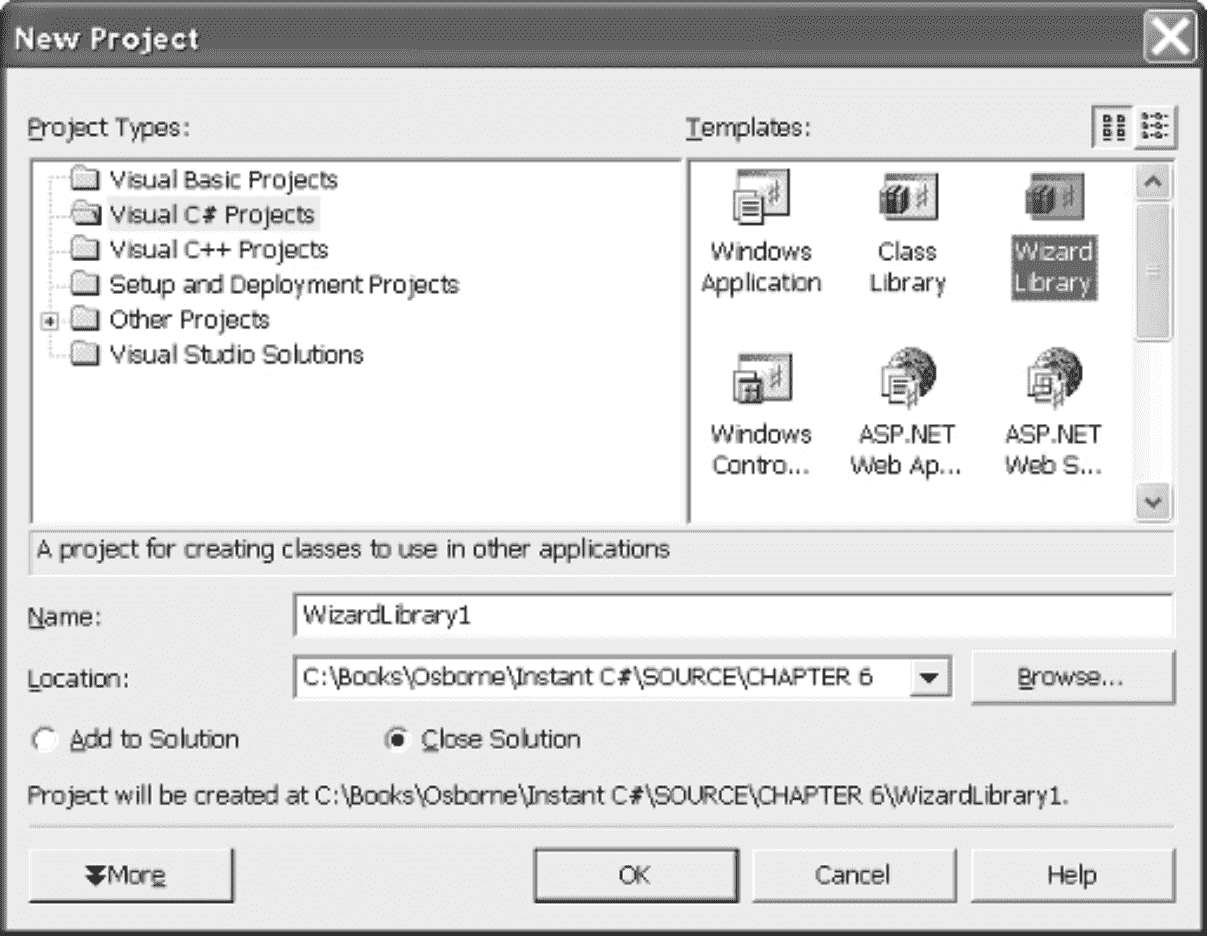 New Project
Project Types:
Templates:
Visual Basic Projects
Visual C# Projects
Visual C++ Projects
Setup and Deployment Projects
Other Projects
Visual Studio Solutions
Windows
Application
Class
Library
Wizard
Library
Windows
Contro...
ASP.NET
Web Ap...
ASP.NET
Web S...
A project for creating classes to use in other applications
Name:
WizardLibrary1
Location:
C:\Books\Osborne\Instant C#\SOURCE\CHAPTER 6
Browse...
Add to Solution
Close Solution
Project will be created at C:\Books\Osborne\Instant C#\SOURCE\CHAPTER 6\WizardLibrary1.
More
OK
Cancel
Help